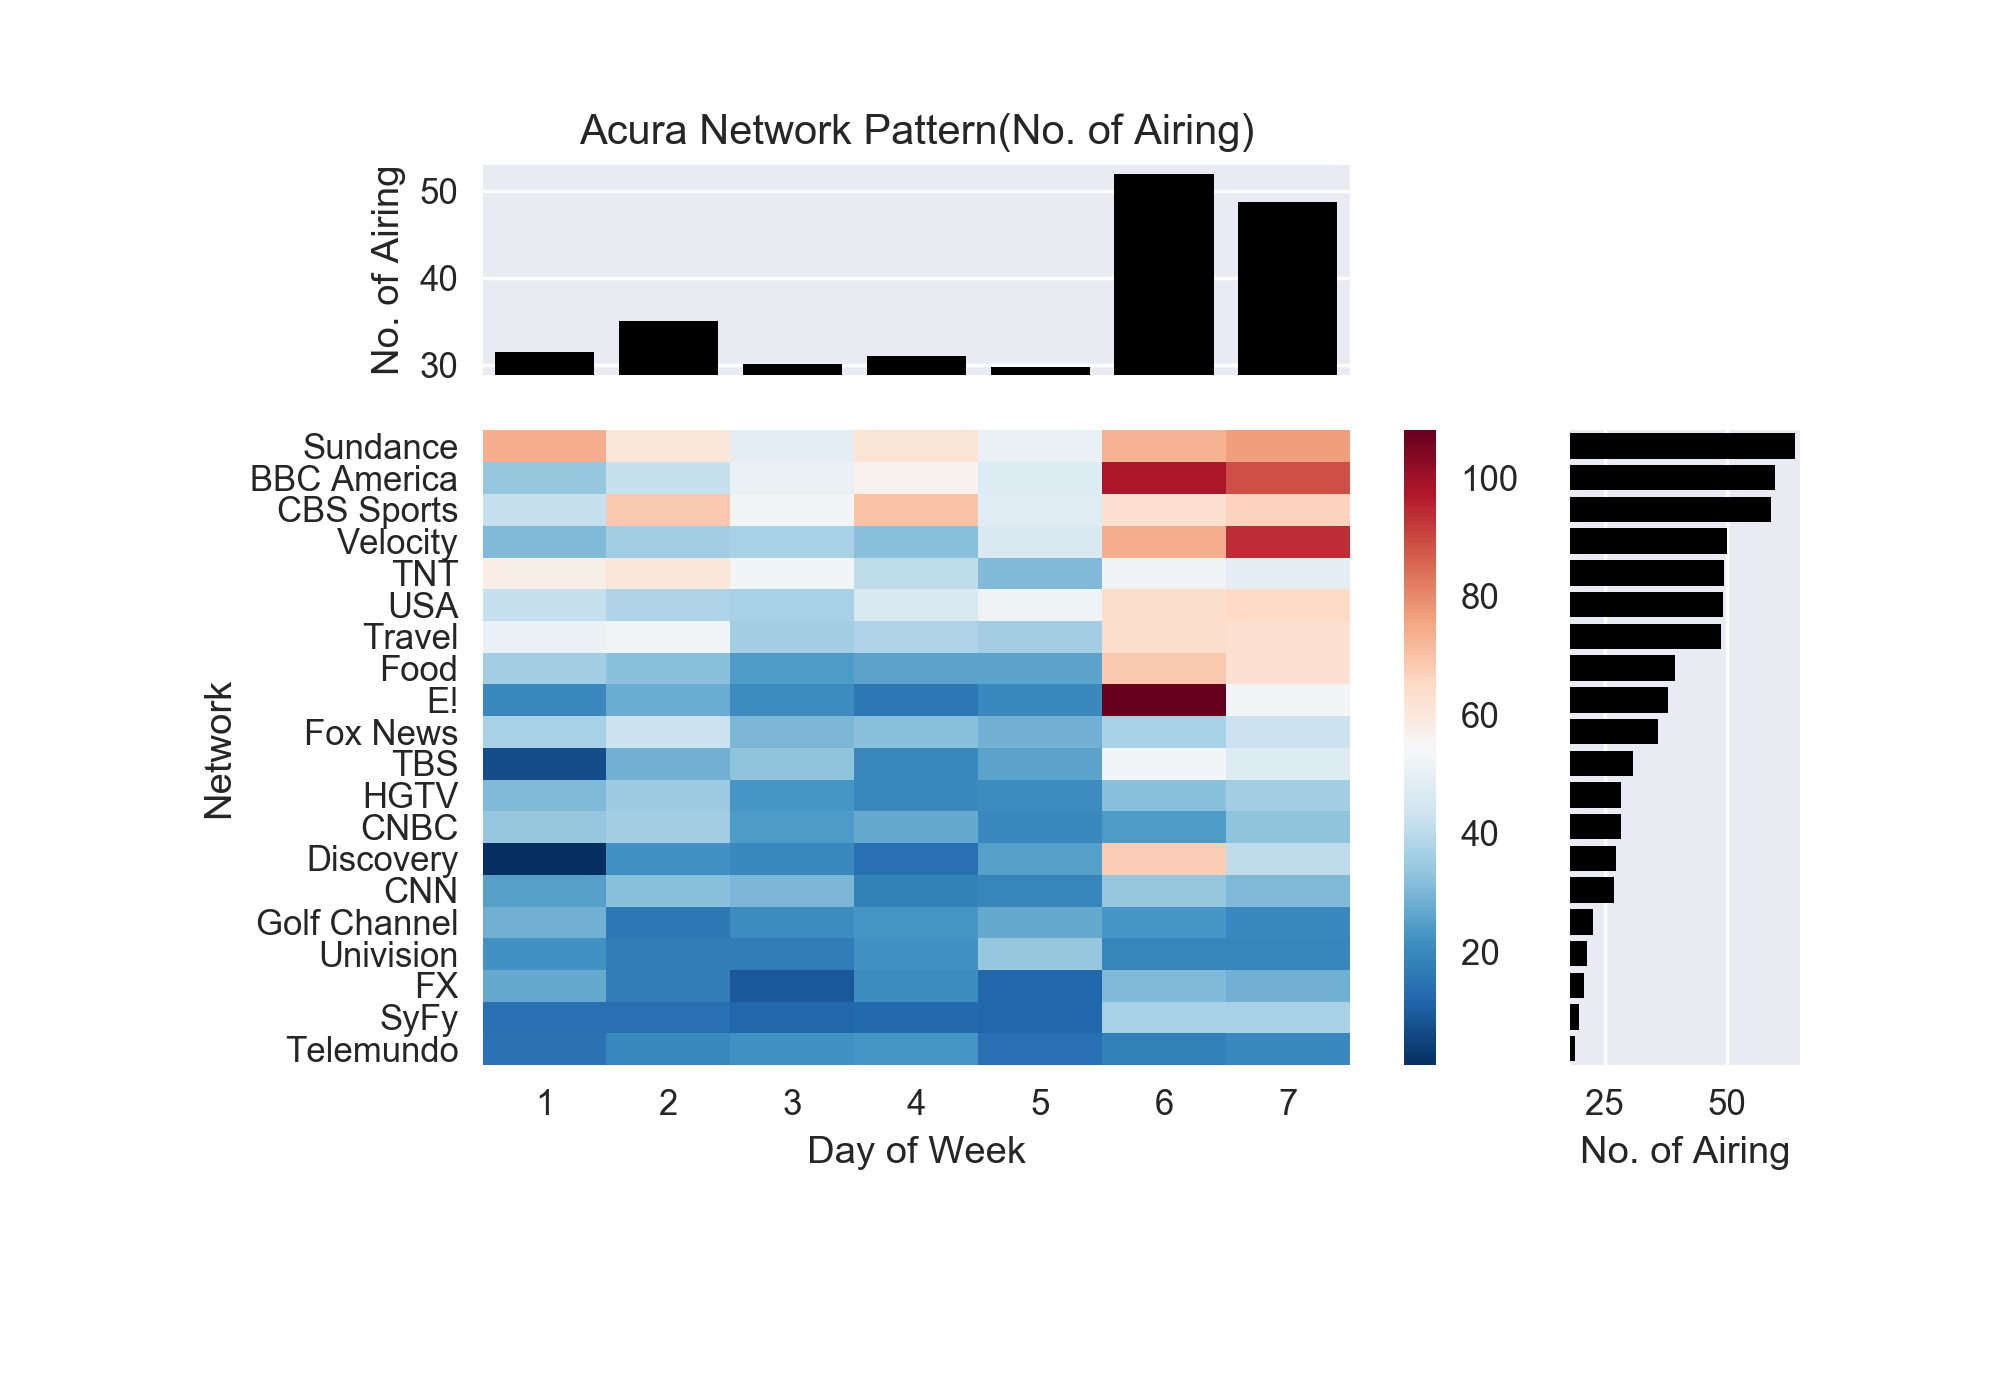 Acura Network Pattern(No. of Airing)
No. of Airing
50
40
30
Network
Sundance
BBC America
CBS Sports
Velocity
TNT
USA
Travel
Food
E!
Fox News
TBS
HGTV
CNBC
Discovery
CNN
Golf Channel
Univision
FX
SyFy
Telemundo
1 2 3 4 5 6 7
Day of Week
100
80
60
40
20
25 50
No. of Airing